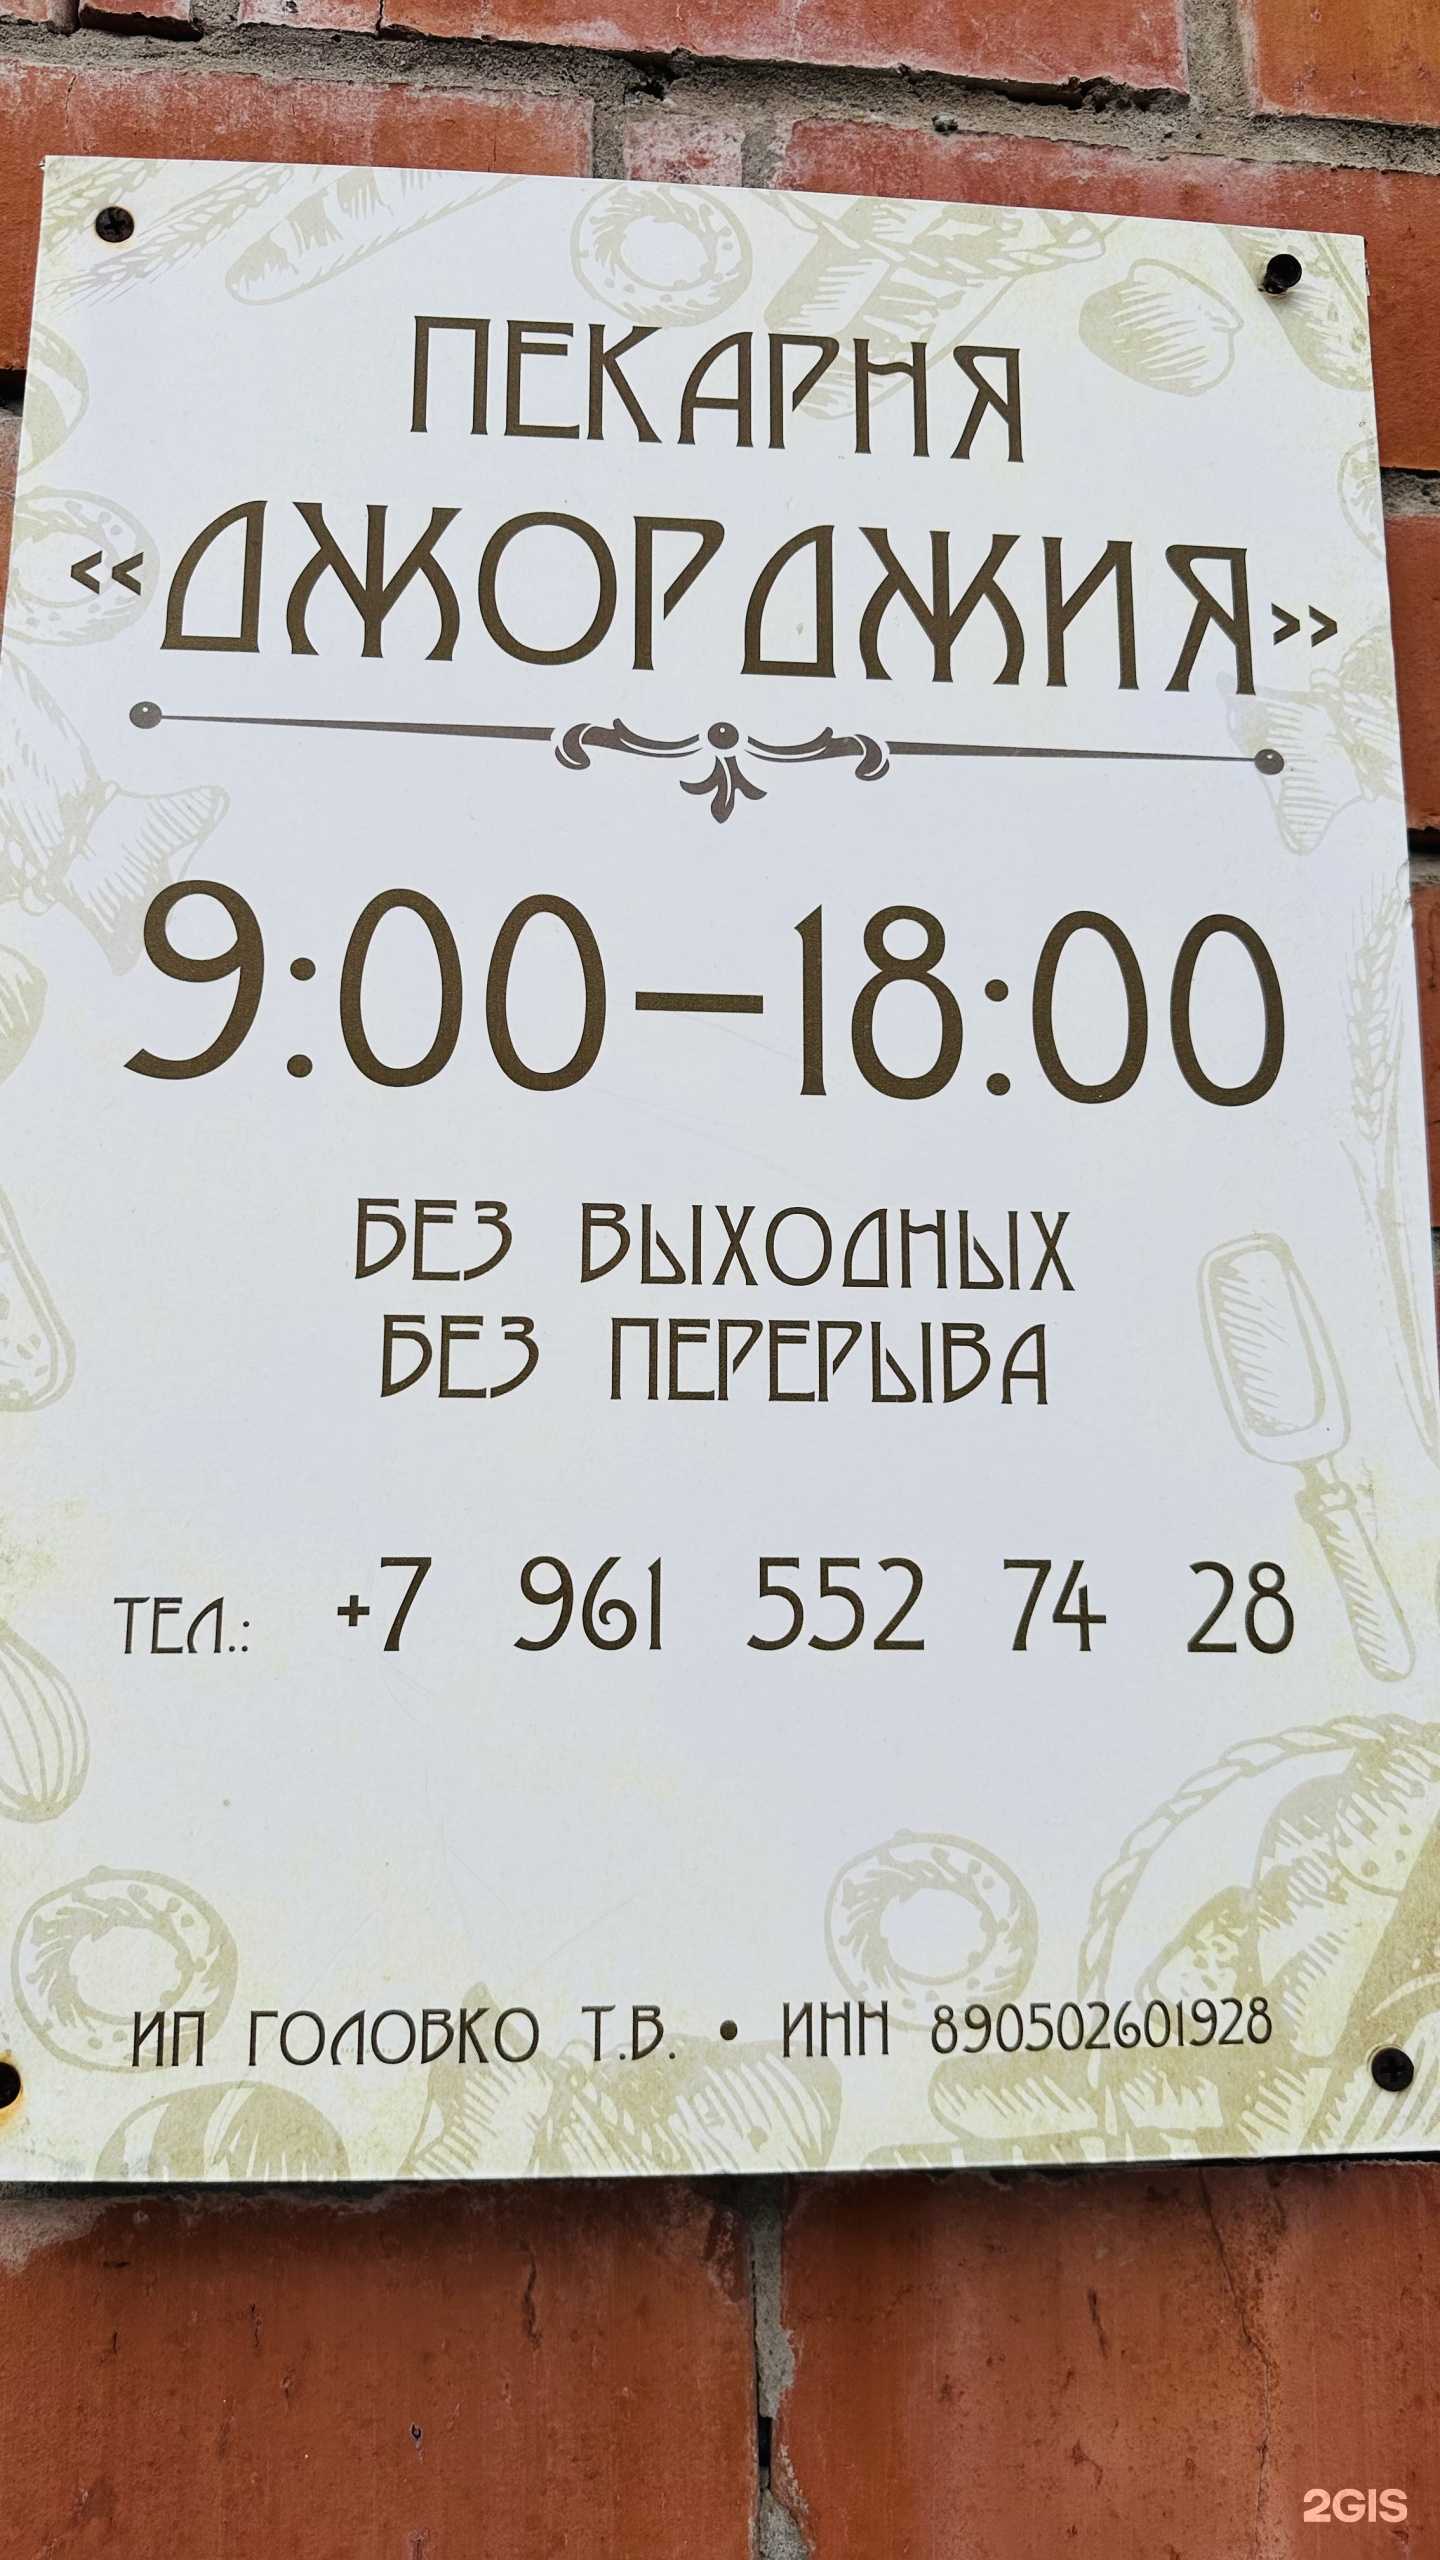 ПЕКАРНЯ
«ДЖОРДЖИЯ»
9:00–18:00
БЕЗ ВЫХОДНЫХ
БЕЗ ПЕРЕРЫВА
ТЕЛ.: +7 961 552 74 28
ИП ГОЛОВКО Т.В. • ИНН 890502601928
2GIS